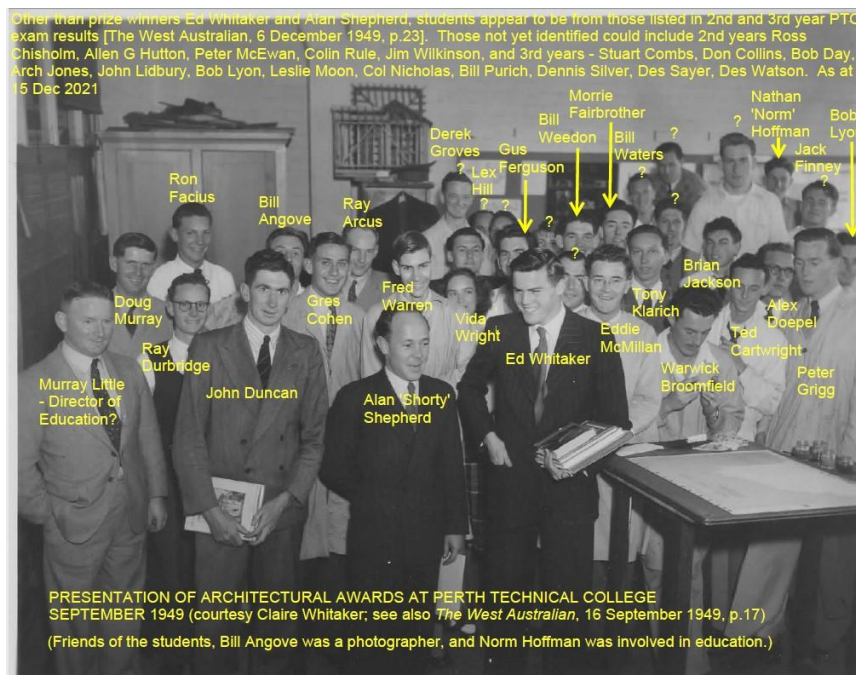 Other than prize winners Ed Whitaker and Alan Shepherd, students appear to be from those listed in 2nd and 3rd year PTC
exam results [The West Australian, 6 December 1949, p.23].  Those not yet identified could include 2nd years Ross
Chisholm, Allen G Hutton, Peter McEwan, Colin Rule, Jim Wilkinson, and 3rd years - Stuart Combs, Don Collins, Bob Day,
Arch Jones, John Lidbury, Bob Lyon, Leslie Moon, Col Nicholas, Bill Purich, Dennis Silver, Des Sayer, Des Watson.  As at
15 Dec 2021
Morrie
Fairbrother
Nathan
'Norm'
Hoffman
Bob
Lyo
Bill
Weedon
Derek
Groves
?
Gus
Ferguson
Bill
Waters
?
?
?
Jack
Finney
?
Lex
Hill
?
?
?
?
?
?
Ron
Facius
Bill
Angove
Ray
Arcus
Doug
Murray
Gres
Cohen
Fred
Warren
Vida
Wright
Tony
Klarich
Brian
Jackson
Alex
Doepel
Ray
Durbridge
Eddie
McMillan
Ted
Cartwright
Ed Whitaker
Warwick
Broomfield
Peter
Grigg
Murray Little
- Director of
Education?
John Duncan
Alan 'Shorty'
Shepherd
PRESENTATION OF ARCHITECTURAL AWARDS AT PERTH TECHNICAL COLLEGE
SEPTEMBER 1949 (courtesy Claire Whitaker; see also The West Australian, 16 September 1949, p.17)
(Friends of the students, Bill Angove was a photographer, and Norm Hoffman was involved in education.)